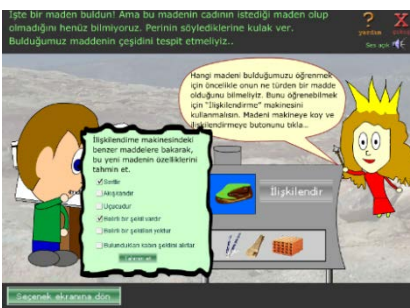 İşte bir maden buldun! Ama bu madenin cadının istediği maden olup
olmadığını henüz bilmiyoruz. Perinin söylediklerine kulak ver.
Bulduğumuz maddenin çeşidini tespit etmeliyiz..
?
X
yardım
Ses açık
Hangi madeni bulduğumuzu öğrenmek
için öncelikle onun ne türden bir madde
olduğunu bilmeliyiz. Bunu öğrenebilmek
için "İlişkilendirme" makinesini
kullanmalısın. Madeni makineye koy ve
ilişkilendirmeye butonunu tıkla...
İlişkilendirme makinesindeki
benzer maddelere bakarak,
bu yeni madenin özelliklerini
tahmin et.
Serttir
Akışkandır
Uçucudur
Belirli bir şekli vardır
Belirli bir şekilleri yoktur
Bulundukları kabın şeklini alırlar
İlişkilendir
Seçenek ekranına dön